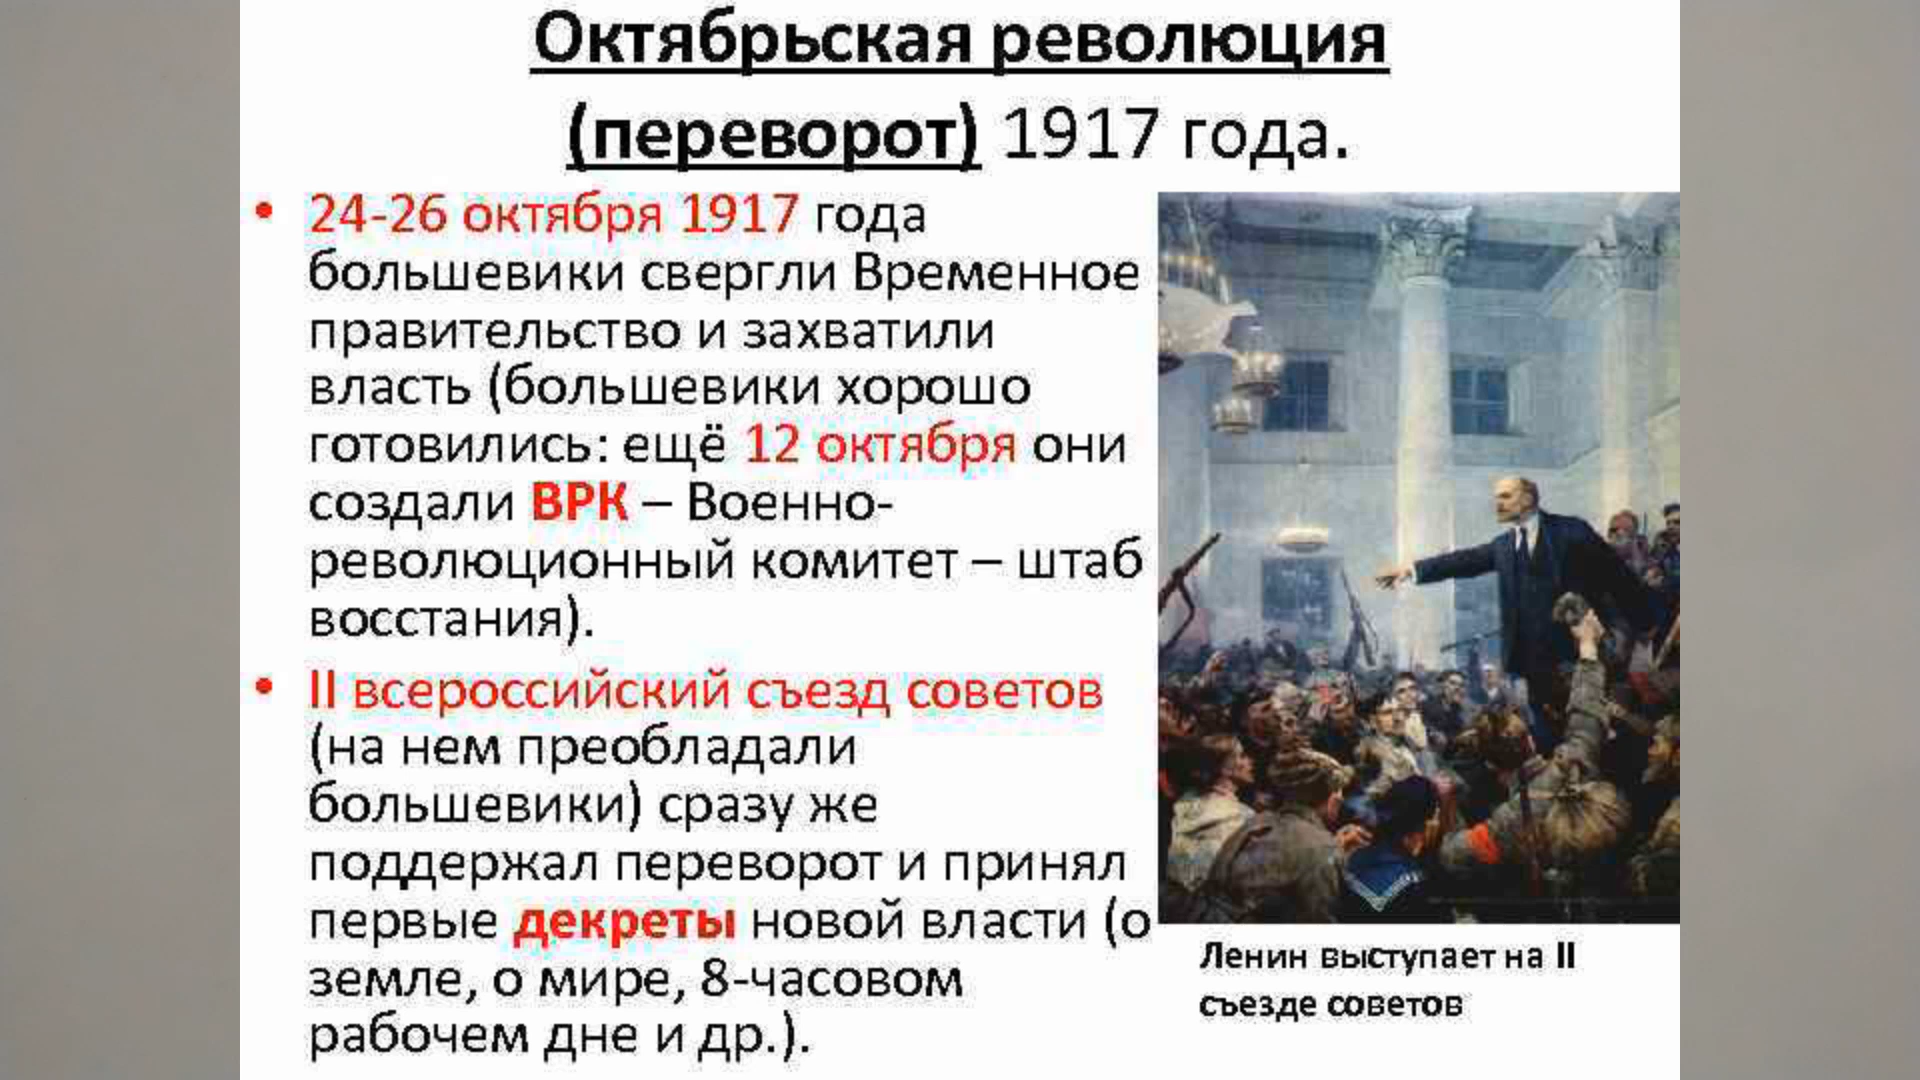 Октябрьская революция
(переворот) 1917 года.
• 24-26 октября 1917 года
большевики свергли Временное
правительство и захватили
власть (большевики хорошо
готовились: ещё 12 октября они
создали ВРК – Военно-
революционный комитет – штаб
восстания).
• II всероссийский съезд советов
(на нем преобладали
большевики) сразу же
поддержал переворот и принял
первые декреты новой власти (о
земле, о мире, 8-часовом
рабочем дне и др.).
Ленин выступает на II
съезде советов